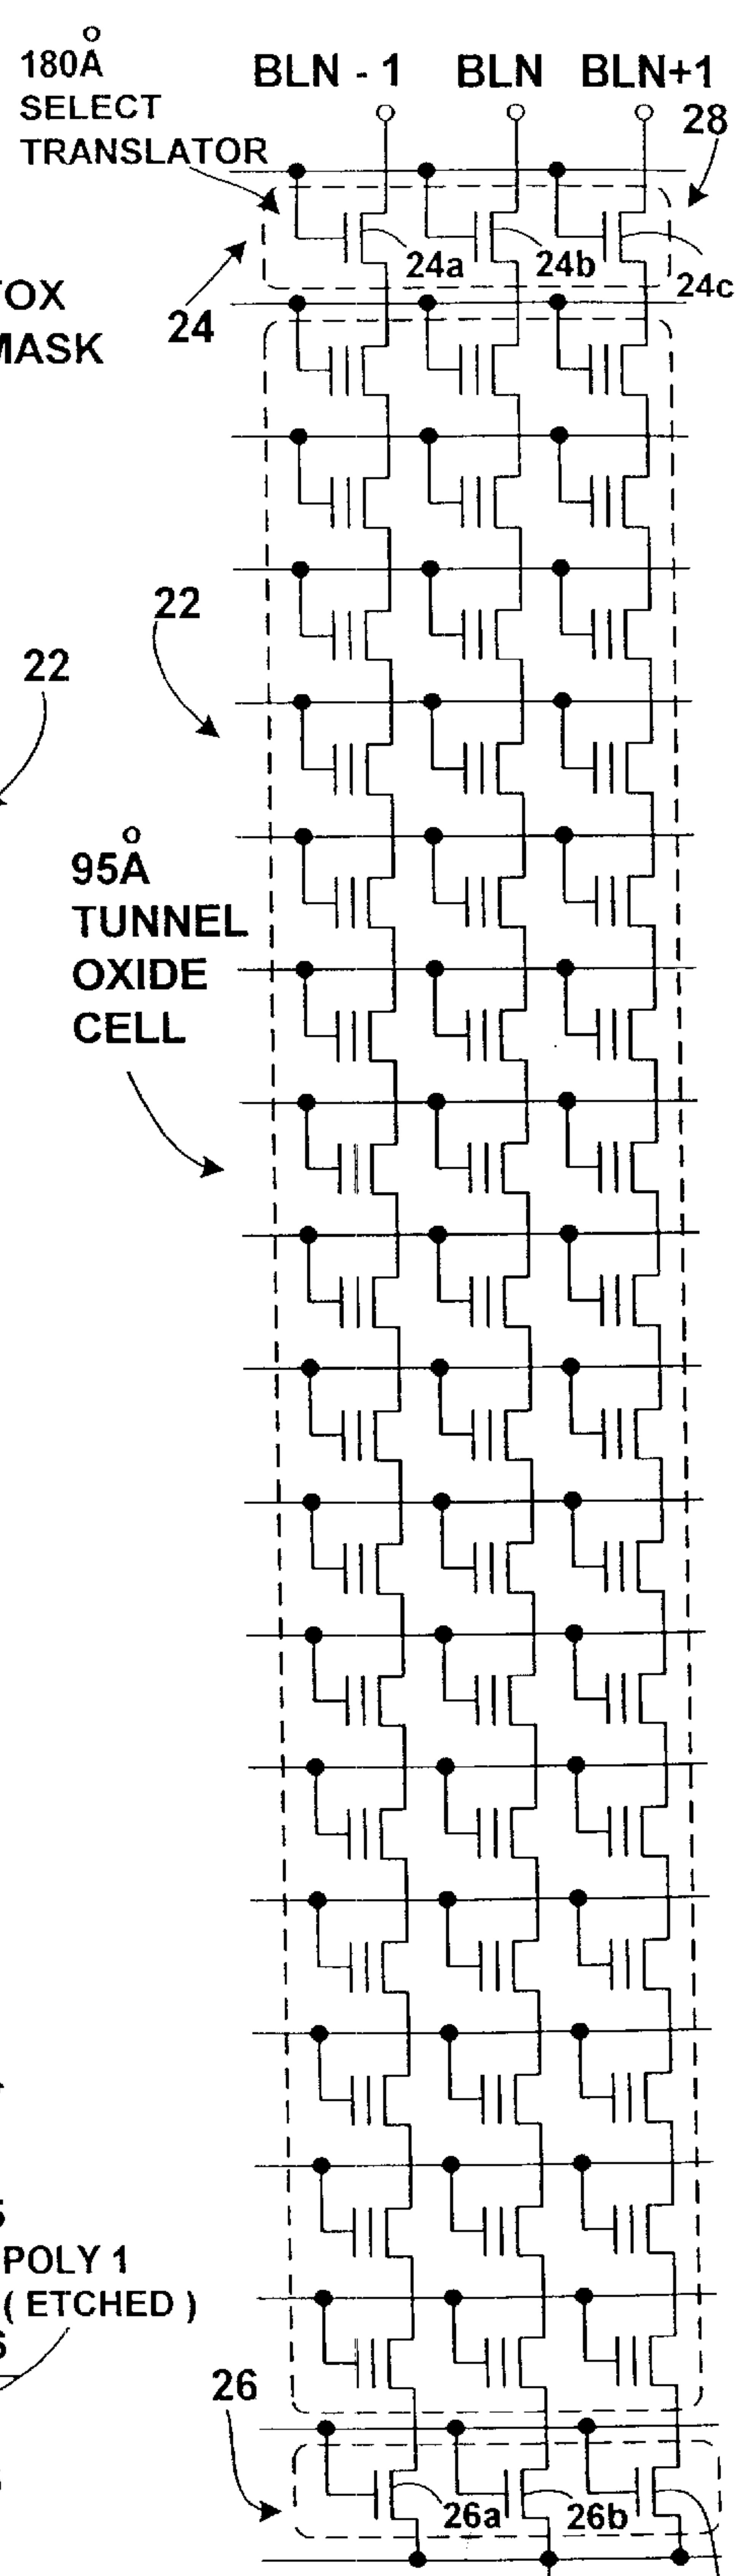 180Å
SELECT
TRANSLATOR
BLN - 1 BLN BLN+1
28
24a 24b 24c
24
MASK
22
22
95Å
TUNNEL
OXIDE
CELL
POLY 1
( ETCHED )
26
26a 26b